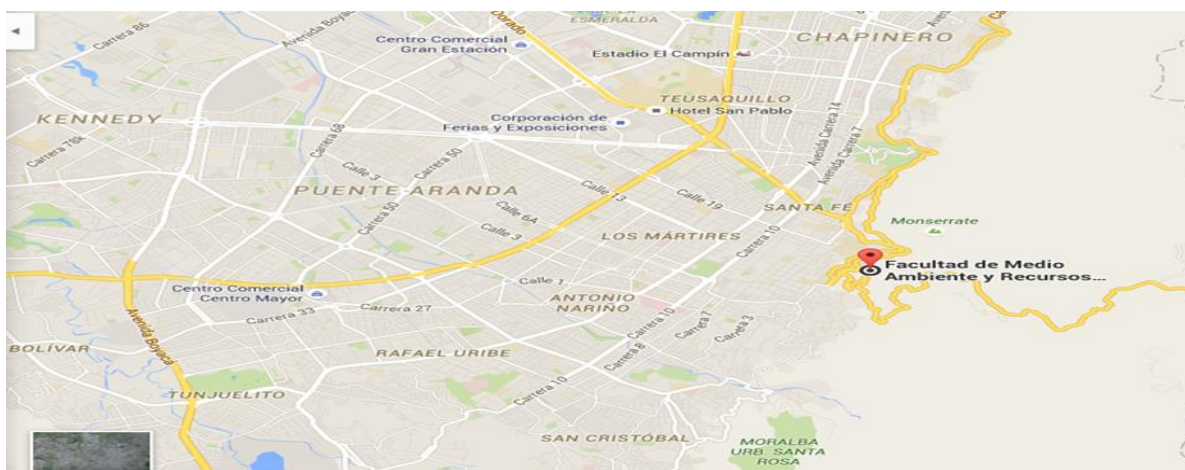 Carrera 86
Avenida Boyacá
Centro Comercial
Gran Estación
Dorado
ESMERALDA
Estadio El Campín
CHAPINERO
TEUSAQUILLO
Hotel San Pablo
KENNEDY
Corporación de
Ferias y Exposiciones
Carrera 68
Carrera 50
Avenida Carrera 14
Avenida Carrera 7
Carrera 78k
Calle 3
PUENTE ARANDA
Calle 13
Calle 19
SANTA FÉ
Carrera 50
Calle 6A
Calle 3
LOS MÁRTIRES
Carrera 10
Monserrate
Facultad de Medio
Ambiente y Recursos...
Calle 1
Centro Comercial
Centro Mayor
Carrera 33
Carrera 27
ANTONIO
NARIÑO
Avenida Boyacá
BOLÍVAR
RAFAEL URIBE
Carrera 10
Carrera 8
Carrera 7
Carrera 3
TUNJUELITO
Carrera 10
SAN CRISTÓBAL
MORALBA
URB. SANTA
ROSA